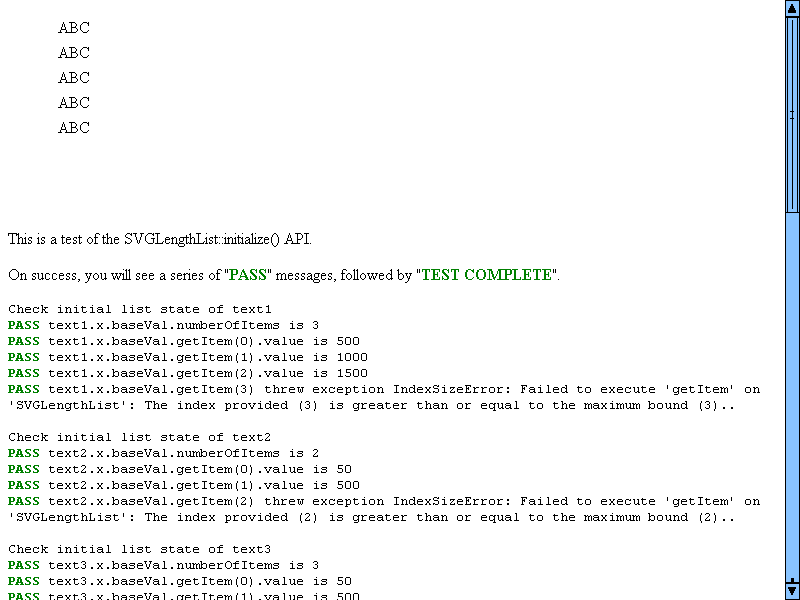 ABC
ABC
ABC
ABC
ABC
This is a test of the SVGLengthList::initialize() API.
On success, you will see a series of "PASS" messages, followed by "TEST COMPLETE".
Check initial list state of text1
PASS text1.x.baseVal.numberOfItems is 3
PASS text1.x.baseVal.getItem(0).value is 500
PASS text1.x.baseVal.getItem(1).value is 1000
PASS text1.x.baseVal.getItem(2).value is 1500
PASS text1.x.baseVal.getItem(3) threw exception IndexSizeError: Failed to execute 'getItem' on
'SVGLengthList': The index provided (3) is greater than or equal to the maximum bound (3)..
Check initial list state of text2
PASS text2.x.baseVal.numberOfItems is 2
PASS text2.x.baseVal.getItem(0).value is 50
PASS text2.x.baseVal.getItem(1).value is 500
PASS text2.x.baseVal.getItem(2) threw exception IndexSizeError: Failed to execute 'getItem' on
'SVGLengthList': The index provided (2) is greater than or equal to the maximum bound (2)..
Check initial list state of text3
PASS text3.x.baseVal.numberOfItems is 3
PASS text3.x.baseVal.getItem(0).value is 50
PASS text3.x.baseVal.getItem(1).value is 500